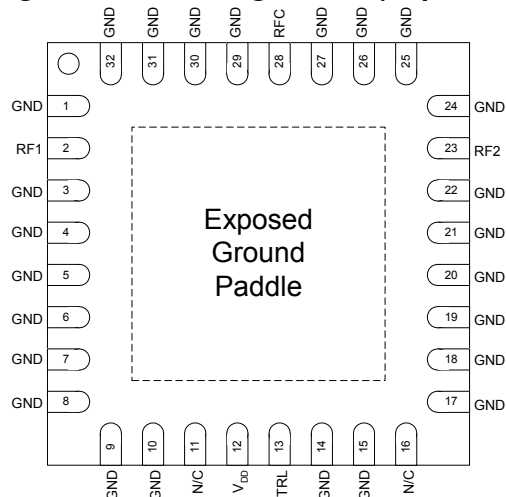 GND GND GND GND RFC GND GND GND
32 31 30 29 28 27 26 25
GND 1 24 GND
RF1 2 23 RF2
GND 3 22 GND
GND 4 21 GND
GND 5 20 GND
GND 6 19 GND
GND 7 18 GND
GND 8 17 GND
Exposed
Ground
Paddle
9 10 11 12 13 14 15 16
GND GND N/C VDD TRL GND GND N/C